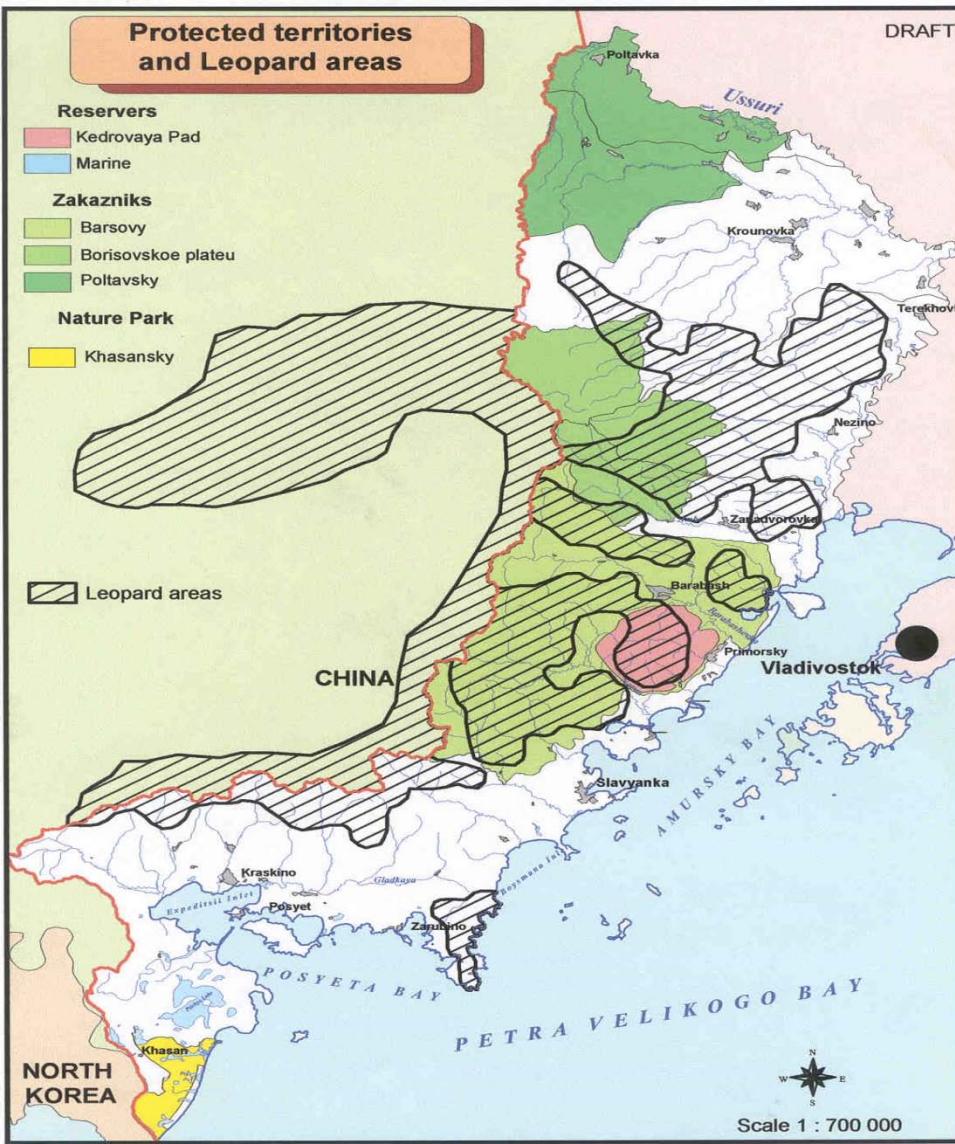 Protected territories
and Leopard areas
DRAFT
Reservers
Kedrovaya Pad
Marine
Zakazniks
Barsovy
Borisovskoe plateu
Poltavsky
Nature Park
Khasansky
Leopard areas
Poltavka
Ussuri
Krounovka
Nezino
Zanadvorovka
Barabash
Primorsky
Vladivostok
CHINA
Slavyanka
AMURSKY BAY
Kraskino
Gladkaya
Expeditsii Inlet
Posyet
Zarubino
POSYETA BAY
PETRA VELIKOGO BAY
Khasan
NORTH
KOREA
N
W E
S
Scale 1 : 700 000